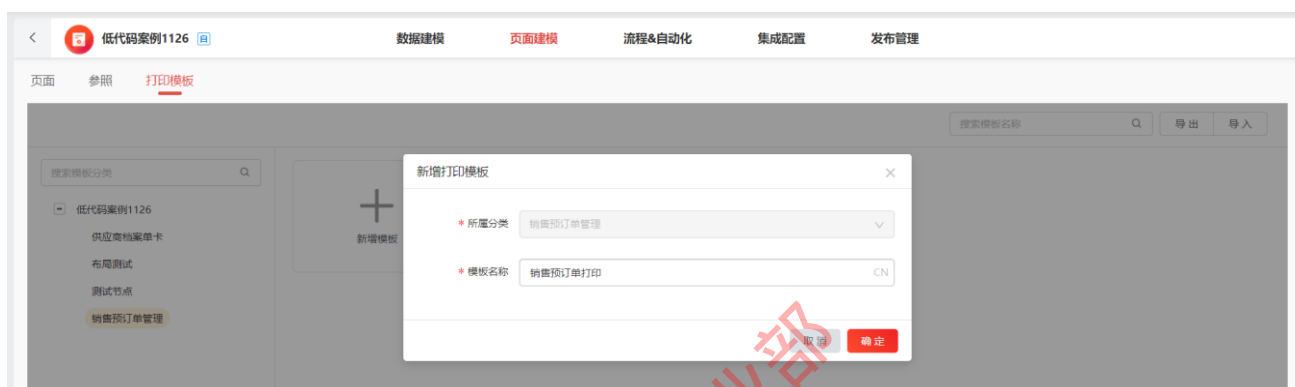 低代码案例1126 自 数据建模 页面建模 流程&自动化 集成配置 发布管理
页面 参照 打印模板
搜索模板名称 导出 导入
搜索模板分类
低代码案例1126
供应商档案单卡
布局测试
测试节点
销售预订单管理
新增模板
新增打印模板
* 所属分类 销售预订单管理
* 模板名称 销售预订单打印 CN
取消 确定
业部